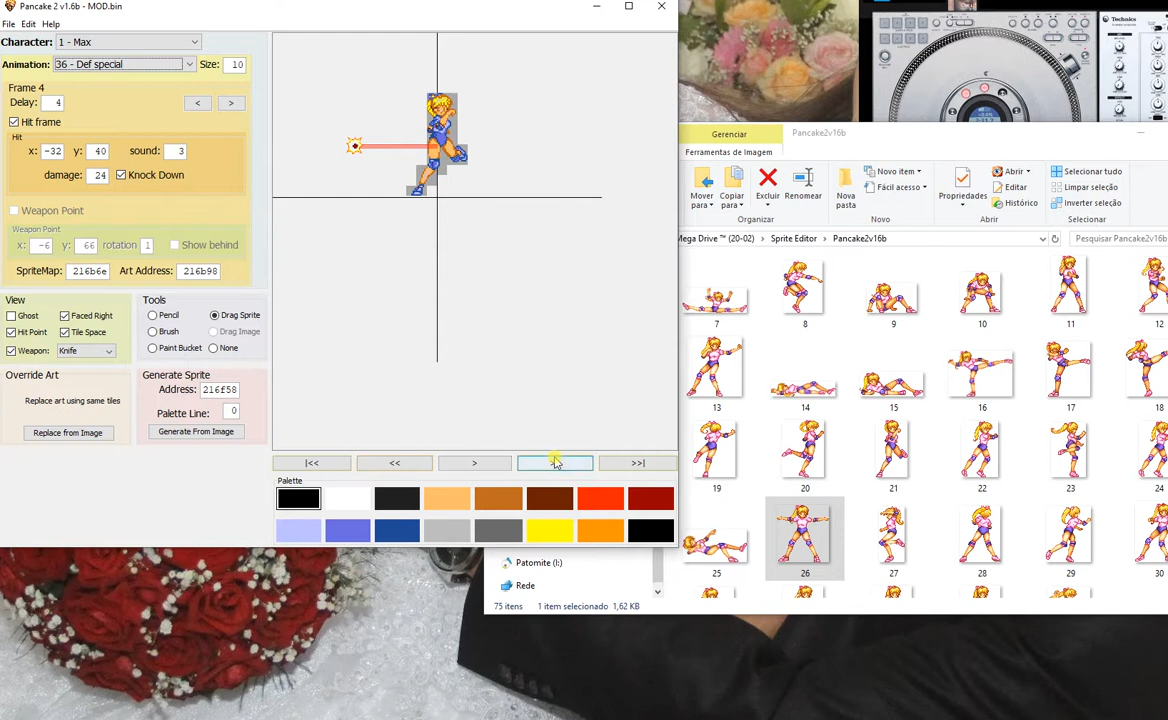 Pancake 2 v1.6b - MOD.bin
File Edit Help
Character: 1 - Max
Animation: 36 - Def special Size: 10
Frame 4
Delay: 4 < >
Hit frame
Hit
x: -32 y: 40 sound: 3
damage: 24 Knock Down
Weapon Point
Weapon Point
x: -6 y: 66 rotation 1 Show behind
SpriteMap: 216b6e Art Address: 216b98
View
Ghost Faced Right
Hit Point Tile Space
Weapon: Knife
Tools
Pencil Drag Sprite
Brush Drag Image
Paint Bucket None
Override Art
Replace art using same tiles
Replace from Image
Generate Sprite
Address: 216f58
Palette Line: 0
Generate From Image
|<< << > >>|
Palette
Technics
Gerenciar Pancake2v16b
Ferramentas de Imagem
Mover para Copiar para Excluir Renomear
Organizar
Nova pasta
Novo item
Fácil acesso
Novo
Propriedades
Abrir
Editar
Histórico
Abrir
Selecionar tudo
Limpar seleção
Inverter seleção
Selecionar
Mega Drive ™ (20-02) Sprite Editor Pancake2v16b Pesquisar Pancake2v16b
7 8 9 10 11 12
13 14 15 16 17 18
19 20 21 22 23 24
25 26 27 28 29 30
Patomite (I:)
Rede
75 itens 1 item selecionado 1,62 KB